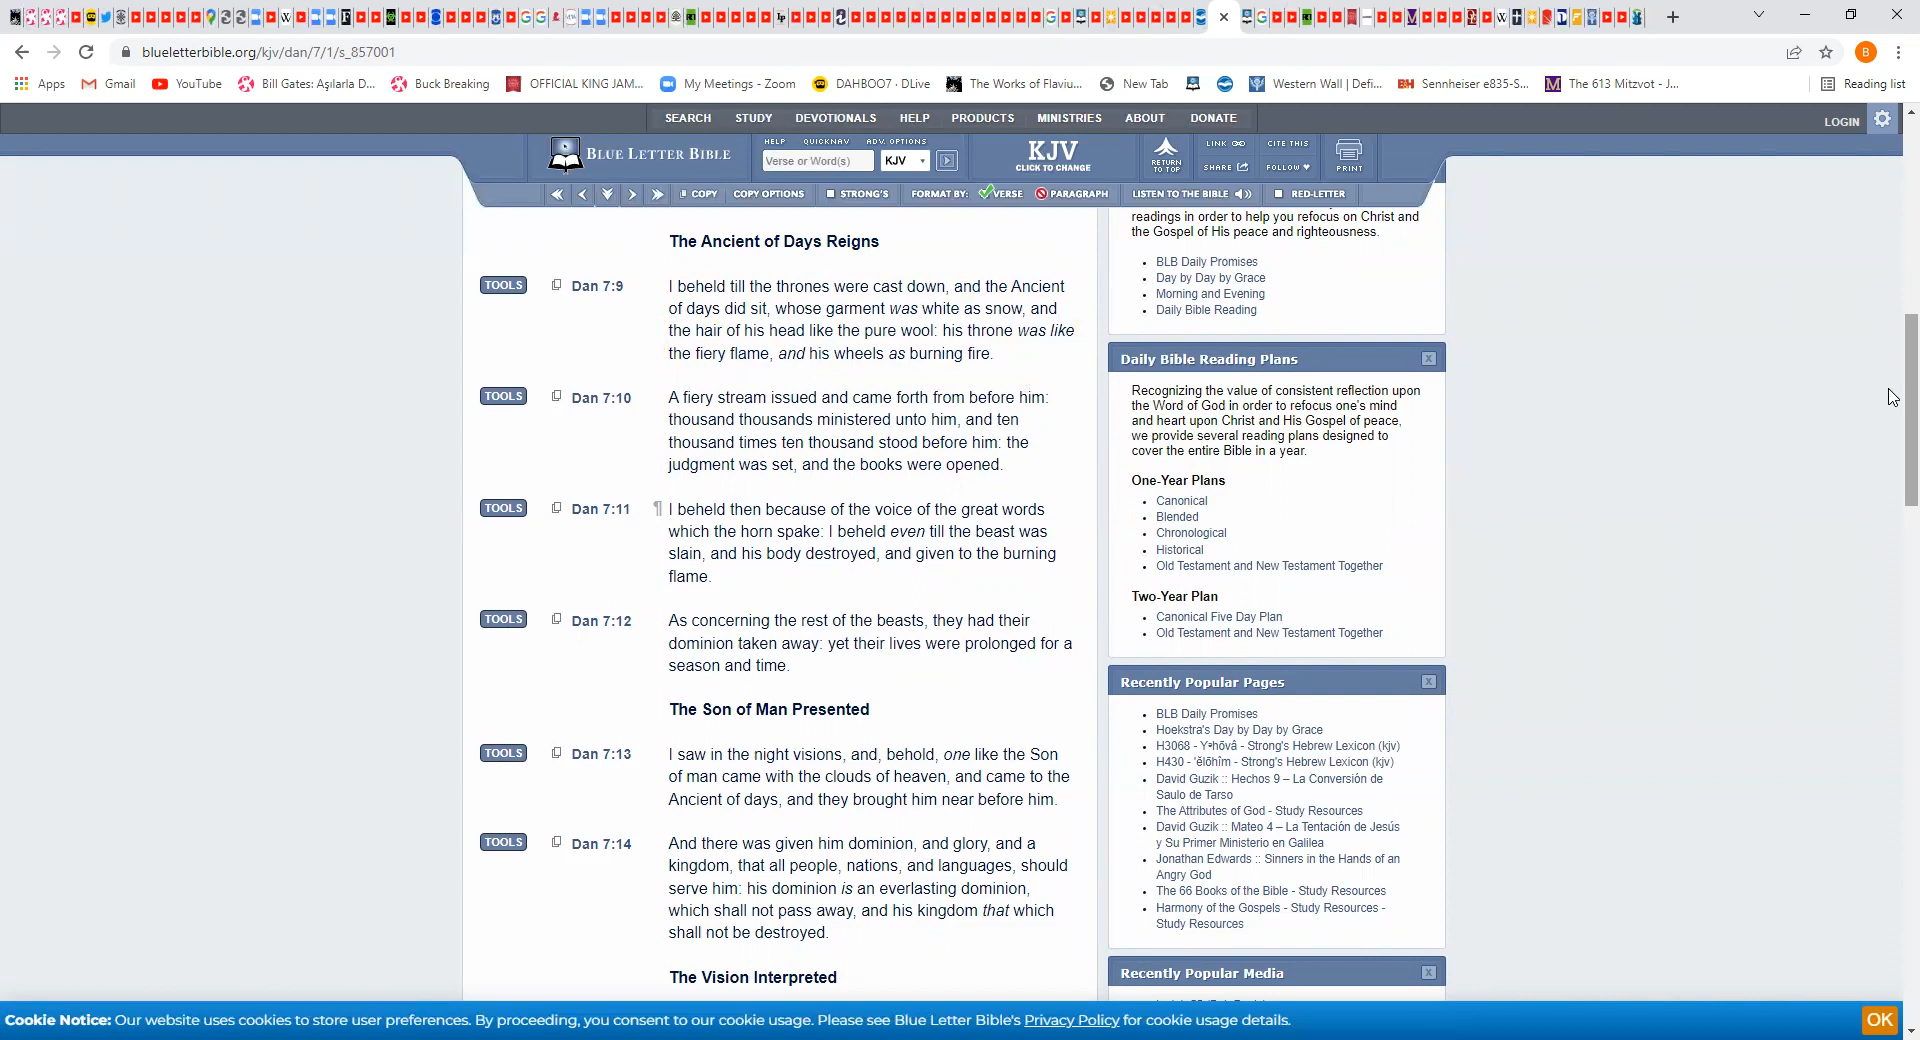 blueletterbible.org/kjv/dan/7/1/s_857001
B
Apps
Gmail
YouTube
Bill Gates: Aşılarla D...
Buck Breaking
OFFICIAL KING JAM...
My Meetings - Zoom
DAHBOO7 · DLive
The Works of Flaviu...
New Tab
Western Wall | Defi...
Sennheiser e835-S...
The 613 Mitzvot - J...
Reading list
SEARCH STUDY DEVOTIONALS HELP PRODUCTS MINISTRIES ABOUT DONATE
LOGIN
BLUE LETTER BIBLE
HELP QUICKNAV ADV. OPTIONS
Verse or Word(s)
KJV
KJV
CLICK TO CHANGE
RETURN
TO TOP
LINK
CITE THIS
SHARE
FOLLOW
PRINT
COPY COPY OPTIONS STRONG'S FORMAT BY: VERSE PARAGRAPH LISTEN TO THE BIBLE RED-LETTER
The Ancient of Days Reigns
TOOLS Dan 7:9 I beheld till the thrones were cast down, and the Ancient
of days did sit, whose garment was white as snow, and
the hair of his head like the pure wool: his throne was like
the fiery flame, and his wheels as burning fire.
TOOLS Dan 7:10 A fiery stream issued and came forth from before him:
thousand thousands ministered unto him, and ten
thousand times ten thousand stood before him: the
judgment was set, and the books were opened.
TOOLS Dan 7:11 ¶ I beheld then because of the voice of the great words
which the horn spake: I beheld even till the beast was
slain, and his body destroyed, and given to the burning
flame.
TOOLS Dan 7:12 As concerning the rest of the beasts, they had their
dominion taken away: yet their lives were prolonged for a
season and time.
The Son of Man Presented
TOOLS Dan 7:13 I saw in the night visions, and, behold, one like the Son
of man came with the clouds of heaven, and came to the
Ancient of days, and they brought him near before him.
TOOLS Dan 7:14 And there was given him dominion, and glory, and a
kingdom, that all people, nations, and languages, should
serve him: his dominion is an everlasting dominion,
which shall not pass away, and his kingdom that which
shall not be destroyed.
The Vision Interpreted
readings in order to help you refocus on Christ and
the Gospel of His peace and righteousness.
BLB Daily Promises
Day by Day by Grace
Morning and Evening
Daily Bible Reading
Daily Bible Reading Plans
x
Recognizing the value of consistent reflection upon
the Word of God in order to refocus one's mind
and heart upon Christ and His Gospel of peace,
we provide several reading plans designed to
cover the entire Bible in a year.
One-Year Plans
Canonical
Blended
Chronological
Historical
Old Testament and New Testament Together
Two-Year Plan
Canonical Five Day Plan
Old Testament and New Testament Together
Recently Popular Pages
x
BLB Daily Promises
Hoekstra's Day by Day by Grace
H3068 - Yᵊhōvâ - Strong's Hebrew Lexicon (kjv)
H430 - 'ĕlōhîm - Strong's Hebrew Lexicon (kjv)
David Guzik :: Hechos 9 – La Conversión de
Saulo de Tarso
The Attributes of God - Study Resources
David Guzik :: Mateo 4 – La Tentación de Jesús
y Su Primer Ministerio en Galilea
Jonathan Edwards :: Sinners in the Hands of an
Angry God
The 66 Books of the Bible - Study Resources
Harmony of the Gospels - Study Resources -
Study Resources
Recently Popular Media
x
Cookie Notice: Our website uses cookies to store user preferences. By proceeding, you consent to our cookie usage. Please see Blue Letter Bible's Privacy Policy for cookie usage details.
OK